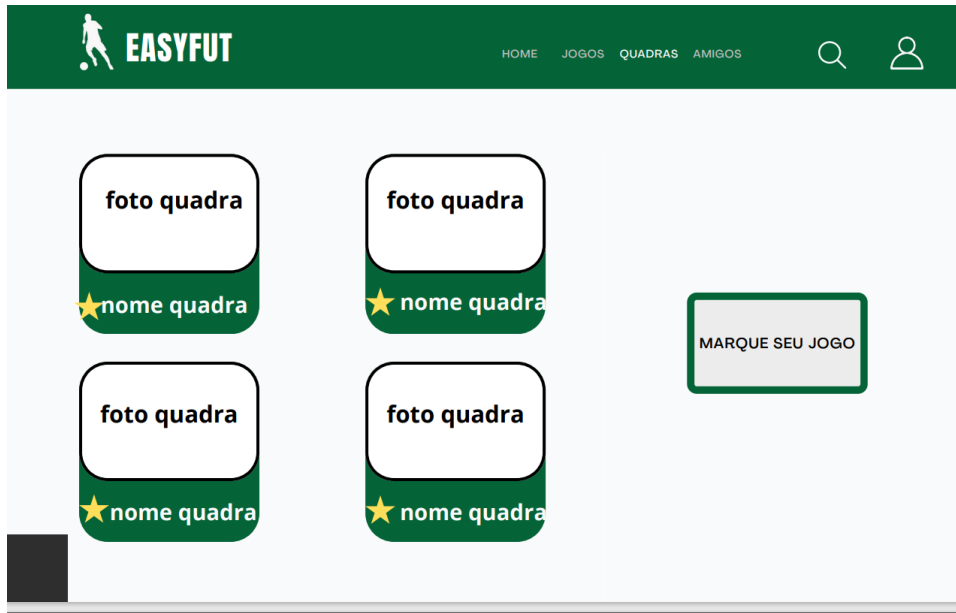 EASYFUT
HOME JOGOS QUADRAS AMIGOS
foto quadra
foto quadra
nome quadra
nome quadra
MARQUE SEU JOGO
foto quadra
foto quadra
nome quadra
nome quadra